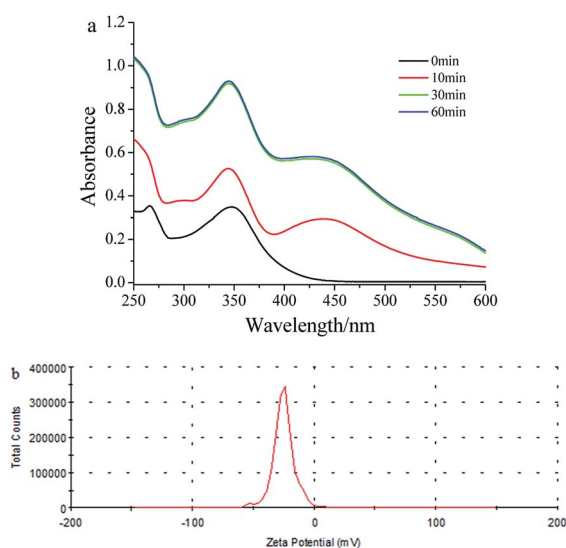 a
1.2
1.0
0.8
0.6
0.4
0.2
0.0
Absorbance
0min
10min
30min
60min
250 300 350 400 450 500 550 600
Wavelength/nm
b
400000
300000
200000
100000
0
Total Counts
-200 -100 0 100 200
Zeta Potential (mV)